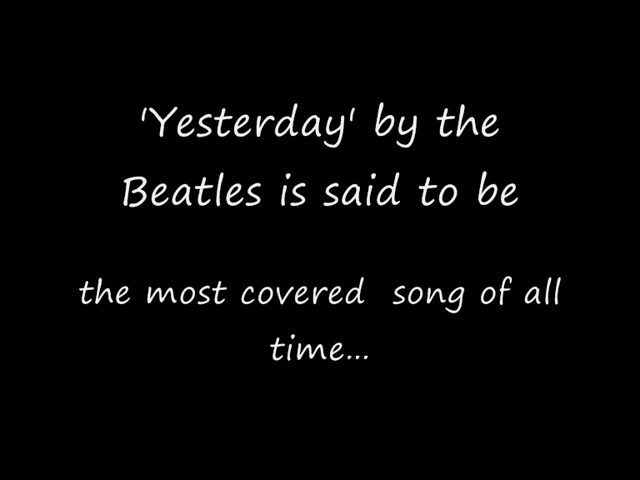 'Yesterday' by the
Beatles is said to be
the most covered  song of all
time...